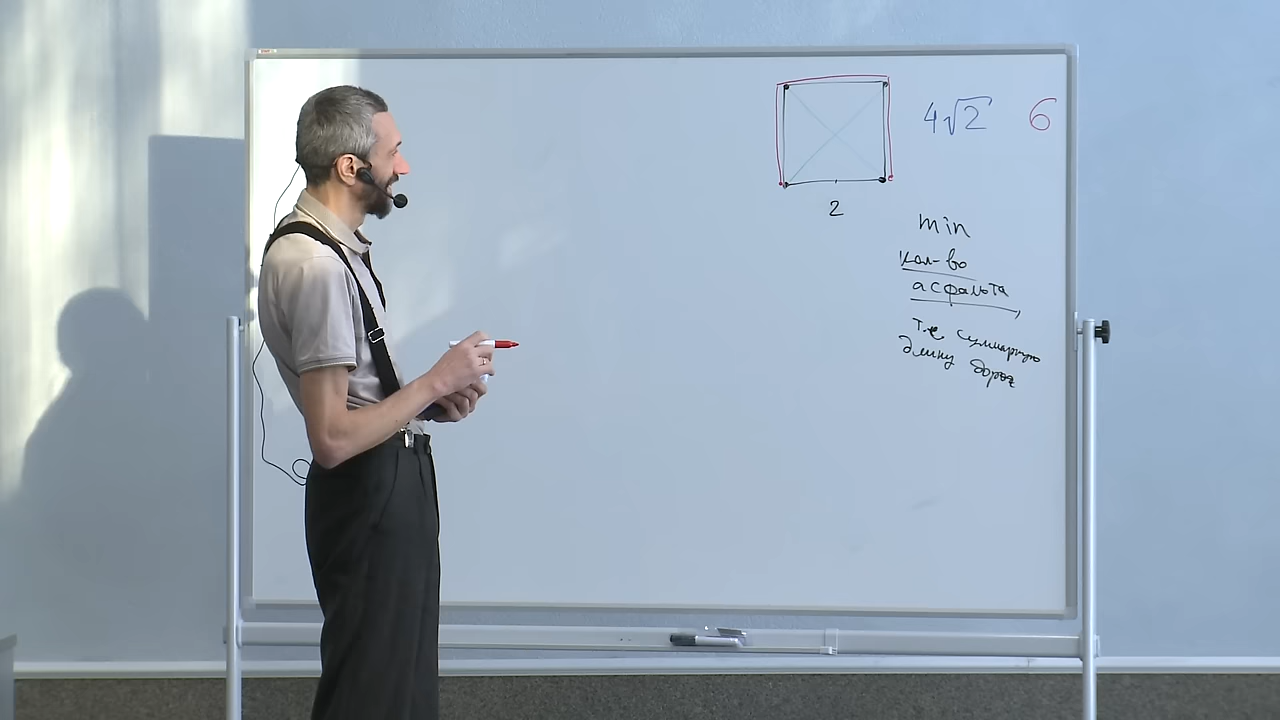 4√2 6
2
min
кол-во
асфальта
т.е суммарную
длину дорог